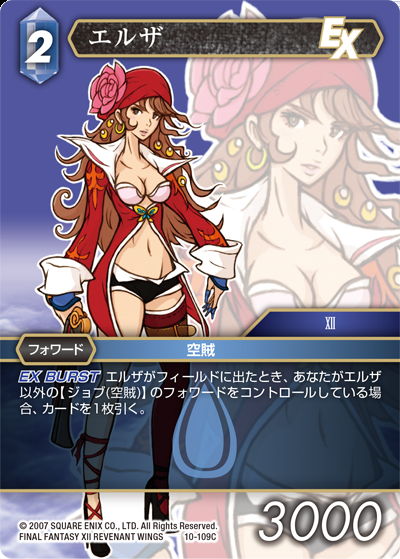 2
エルザ
EX
XII
フォワード
空賊
EX BURST エルザがフィールドに出たとき、あなたがエルザ
以外の【ジョブ(空賊)】のフォワードをコントロールしている場
合、カードを1枚引く。
© 2007 SQUARE ENIX CO., LTD. All Rights Reserved.
FINAL FANTASY XII REVENANT WINGS 10-109C
3000